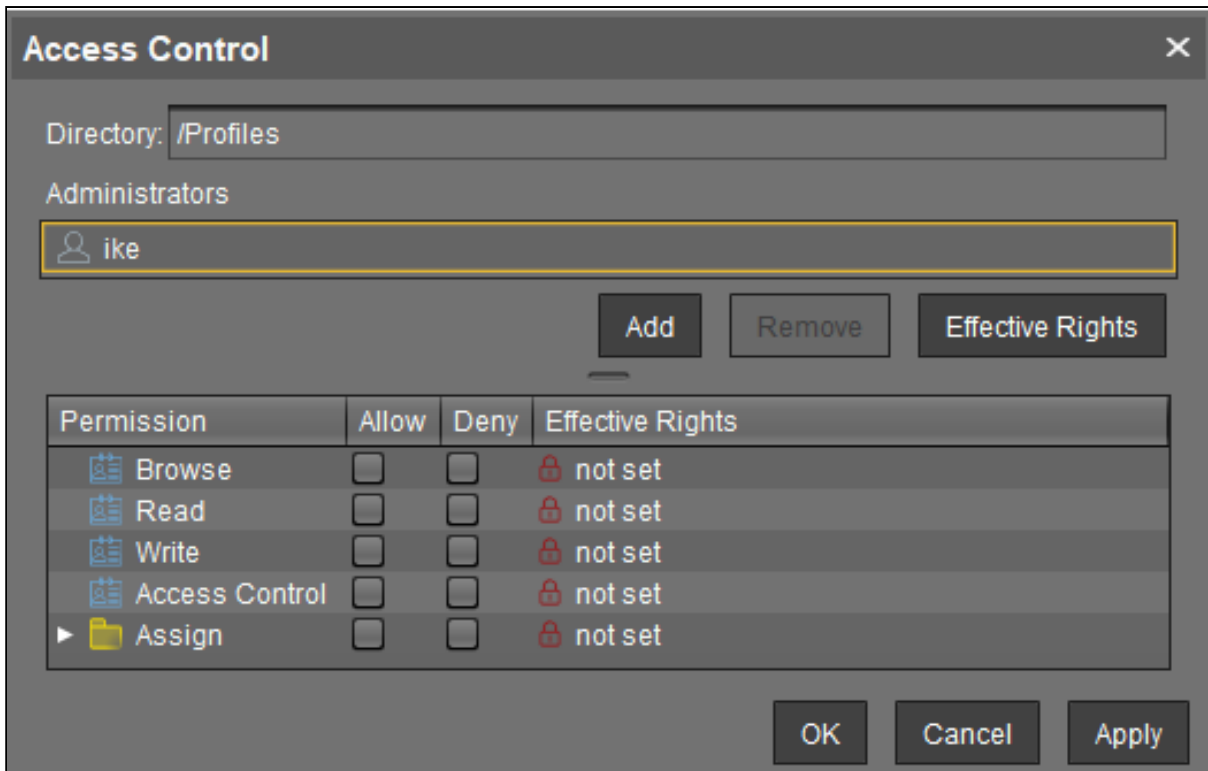 Access Control
Directory: /Profiles
Administrators
ike
Add Remove Effective Rights
Permission Allow Deny Effective Rights
Browse not set
Read not set
Write not set
Access Control not set
Assign not set
OK Cancel Apply